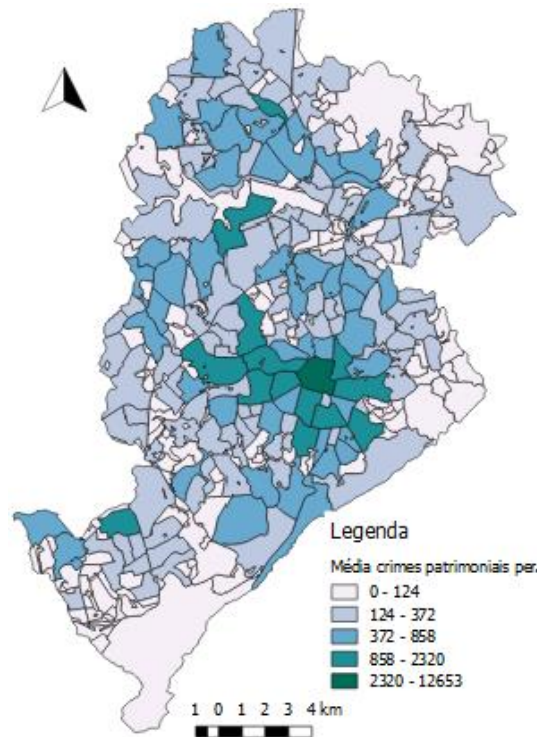 Legenda
Média crimes patrimoniais per.
0 - 124
124 - 372
372 - 858
858 - 2320
2320 - 12653
1 0 1 2 3 4 km